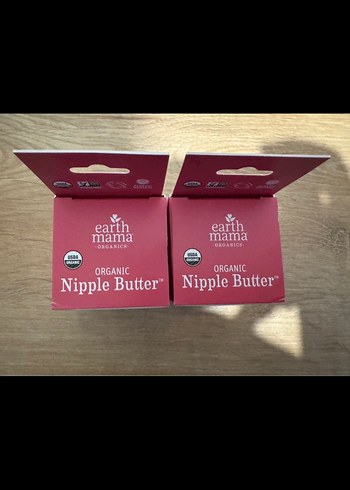 earth
mama
·ORGANICS·
USDA
ORGANIC
ORGANIC
Nipple Butter™
earth
mama
·ORGANICS·
USDA
ORGANIC
ORGANIC
Nipple Butter™